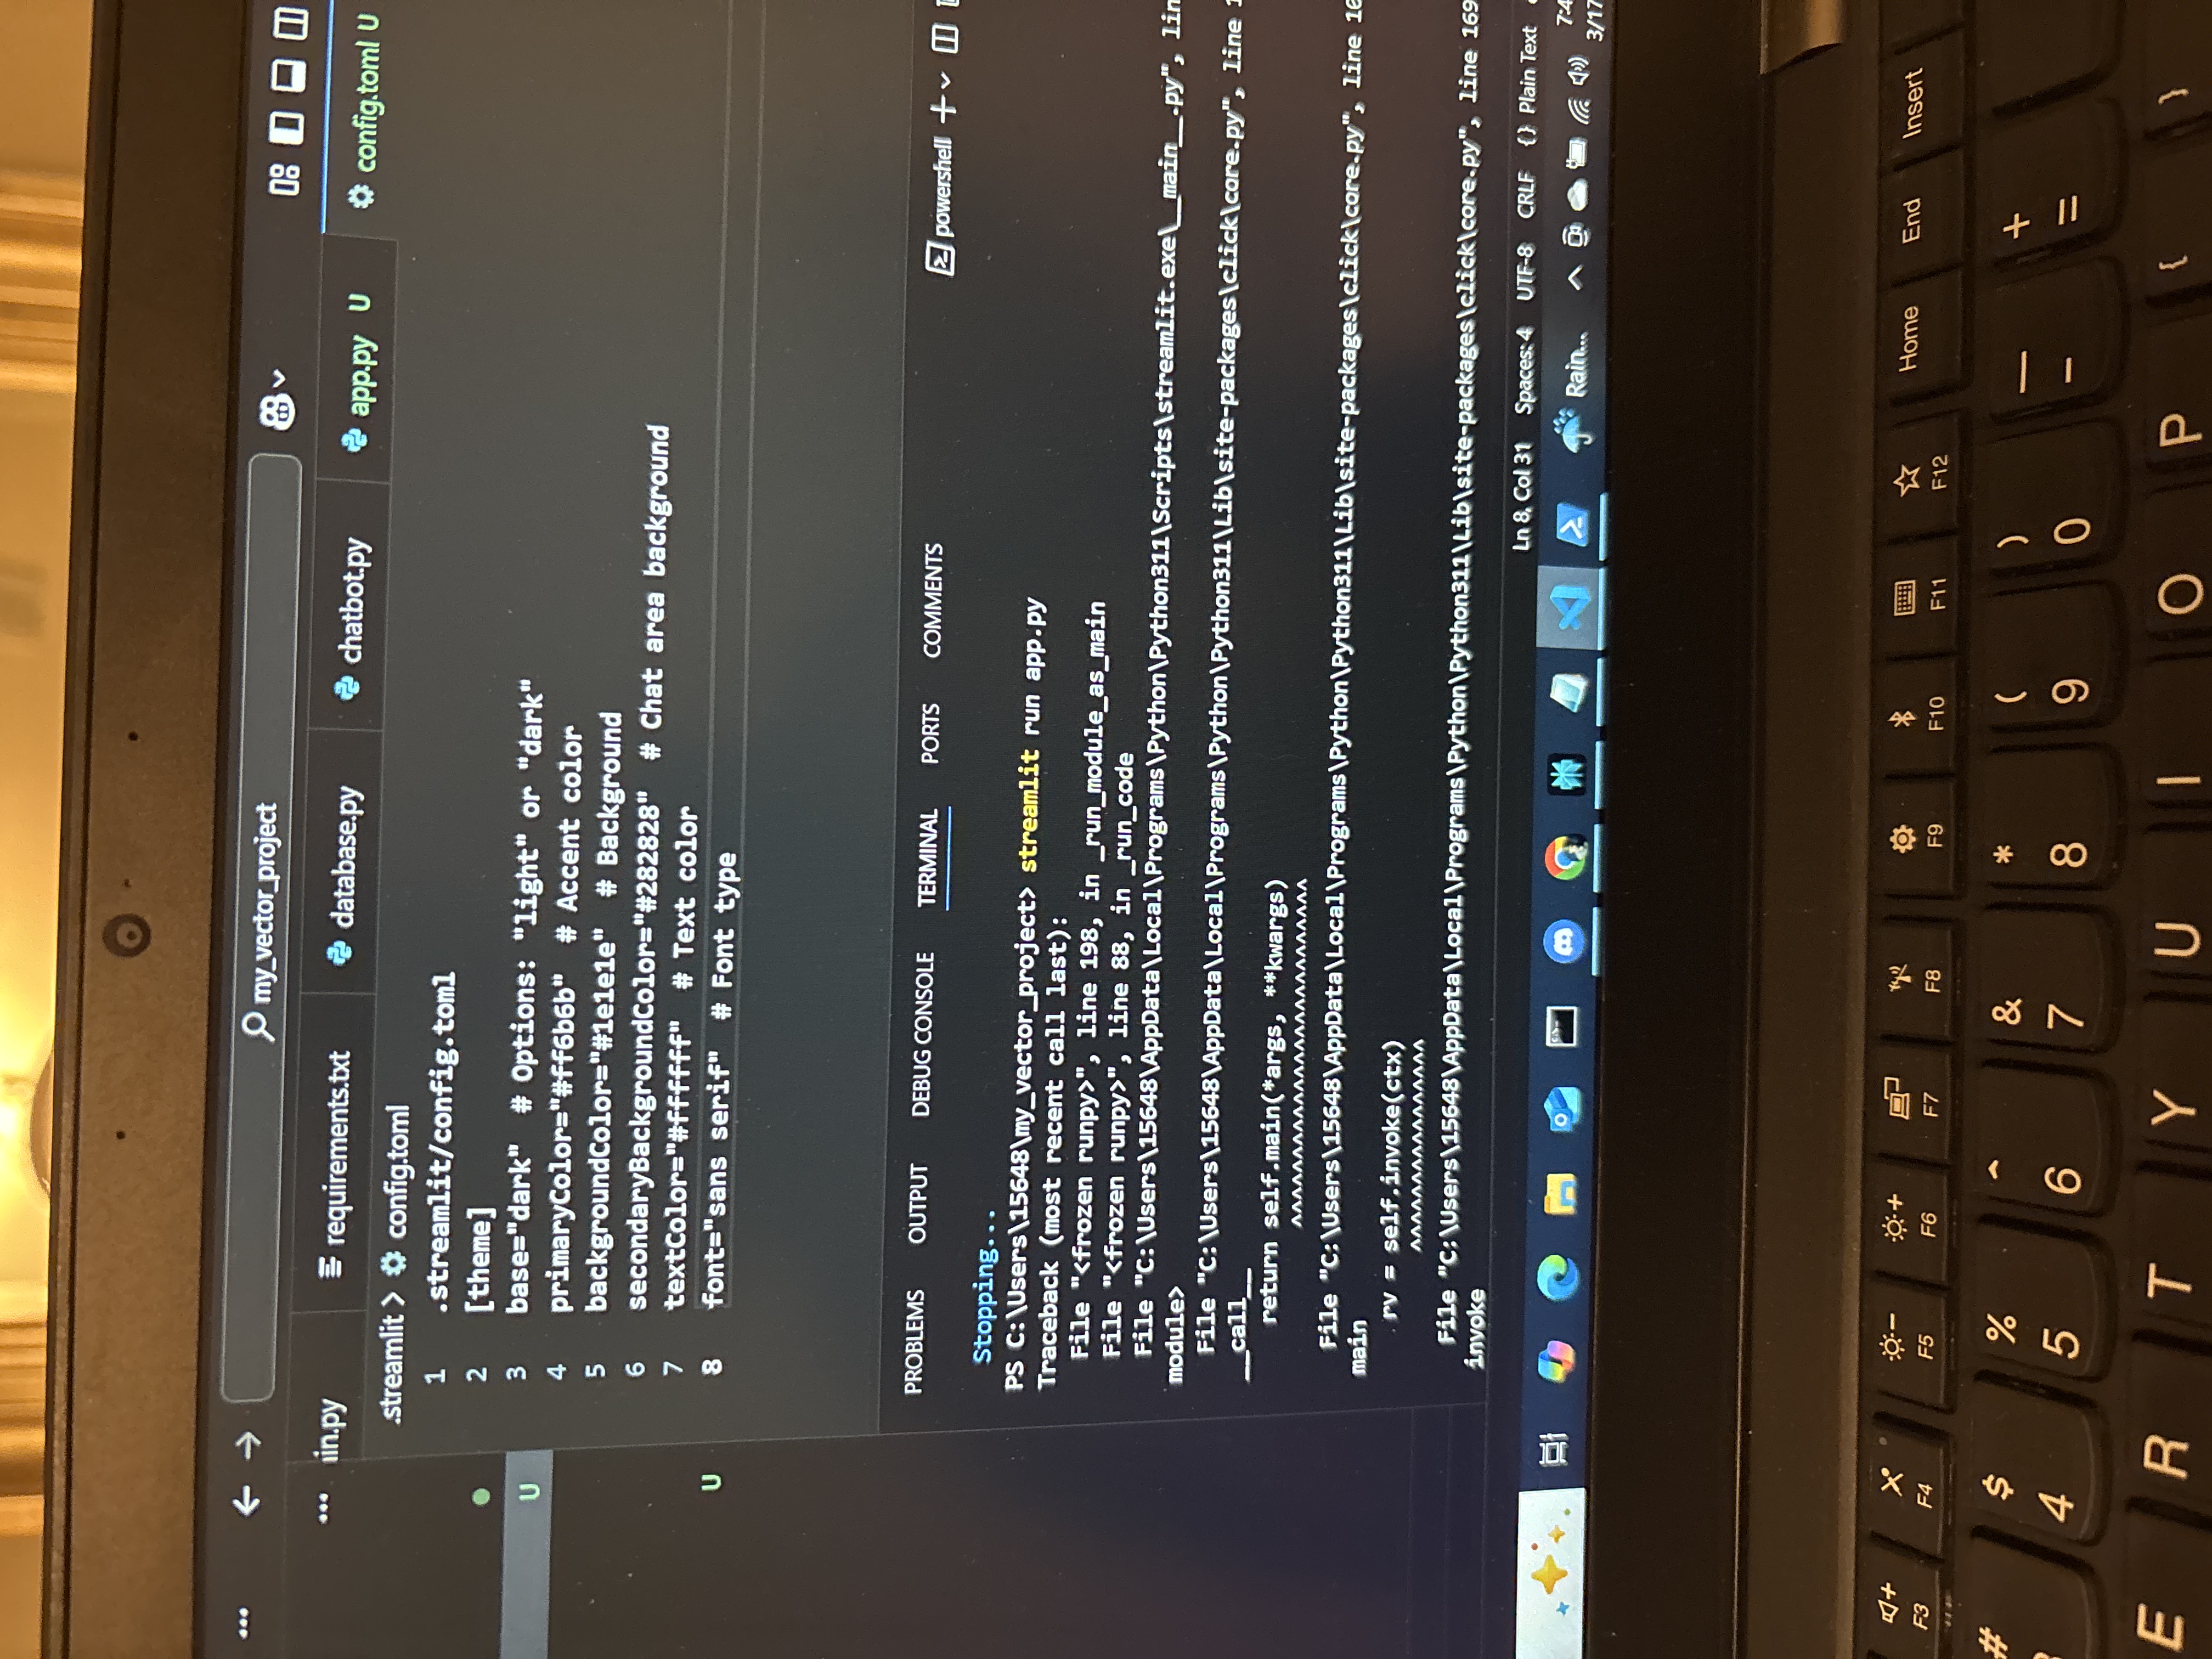 my_vector_project
in.py requirements.txt database.py chatbot.py app.py U config.toml U
.streamlit > config.toml
1 .streamlit/config.toml
2 [theme]
3 base="dark"  # Options: "light" or "dark"
4 primaryColor="#ff6b6b"  # Accent color
5 backgroundColor="#1e1e1e"  # Background
6 secondaryBackgroundColor="#282828"  # Chat area background
7 textColor="#ffffff"  # Text color
8 font="sans serif"  # Font type
U
U
PROBLEMS OUTPUT DEBUG CONSOLE TERMINAL PORTS COMMENTS powershell
Stopping...
PS C:\Users\15648\my_vector_project> streamlit run app.py
Traceback (most recent call last):
File "<frozen runpy>", line 198, in _run_module_as_main
File "<frozen runpy>", line 88, in _run_code
File "C:\Users\15648\AppData\Local\Programs\Python\Python311\Scripts\streamlit.exe\__main__.py", lin
module>
File "C:\Users\15648\AppData\Local\Programs\Python\Python311\Lib\site-packages\click\core.py", line 1
__call__
return self.main(*args, **kwargs)
^^^^^^^^^^^^^^^^^^^^^^^^^^
File "C:\Users\15648\AppData\Local\Programs\Python\Python311\Lib\site-packages\click\core.py", line 16
main
rv = self.invoke(ctx)
^^^^^^^^^^^^^^^^
File "C:\Users\15648\AppData\Local\Programs\Python\Python311\Lib\site-packages\click\core.py", line 169
invoke
Ln 8, Col 31 Spaces: 4 UTF-8 CRLF {} Plain Text
Rain... 7:4
3/17
F3 F4 F5 F6 F7 F8 F9 F10 F11 F12 Home End Insert
# $ % ^ & * ( ) — +
4 5 6 7 8 9 0 - =
E R T Y U I O P { }